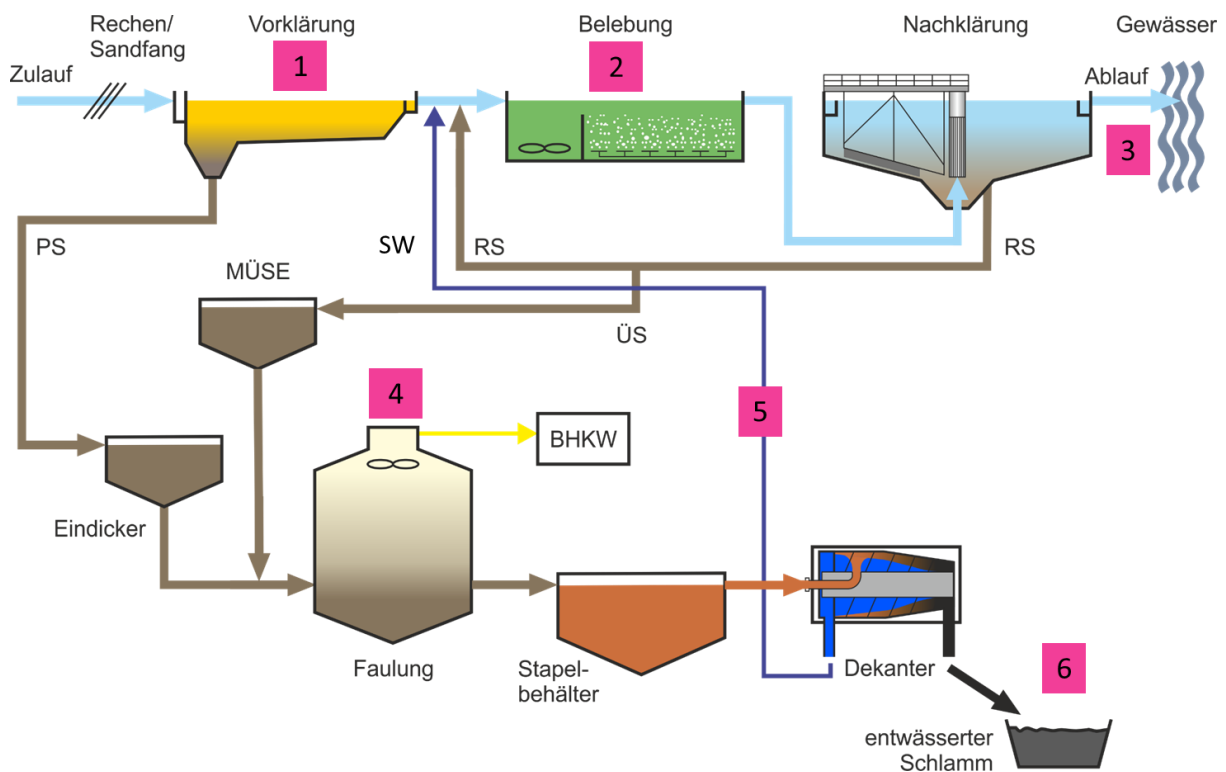 Rechen/
Sandfang
Vorklärung
Belebung
Nachklärung
Gewässer
Zulauf
1
2
Ablauf
3
PS
SW
RS
RS
MÜSE
ÜS
4
5
BHKW
Eindicker
Faulung
Stapel-
behälter
Dekanter
6
entwässerter
Schlamm